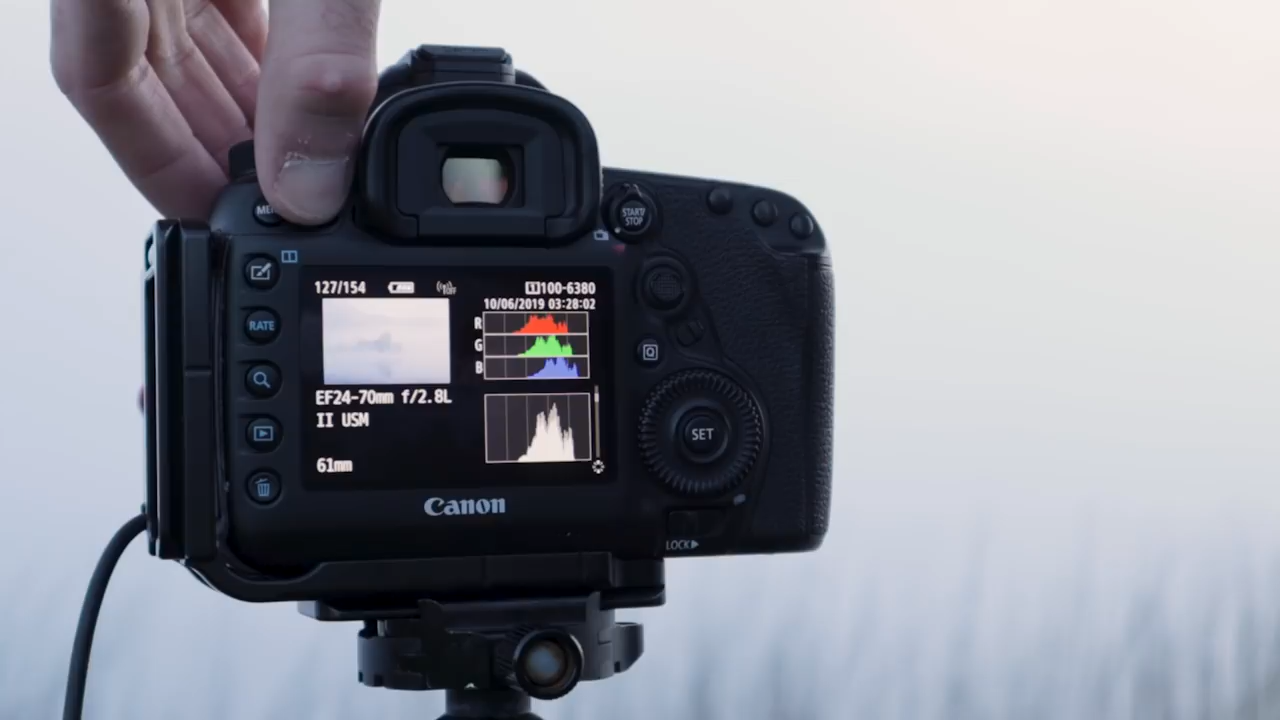 START/
STOP
RATE
127/154
100-6380
10/06/2019 03:28:02
R
G
B
EF24-70mm f/2.8L
II USM
61mm
Q
SET
Canon
LOCK